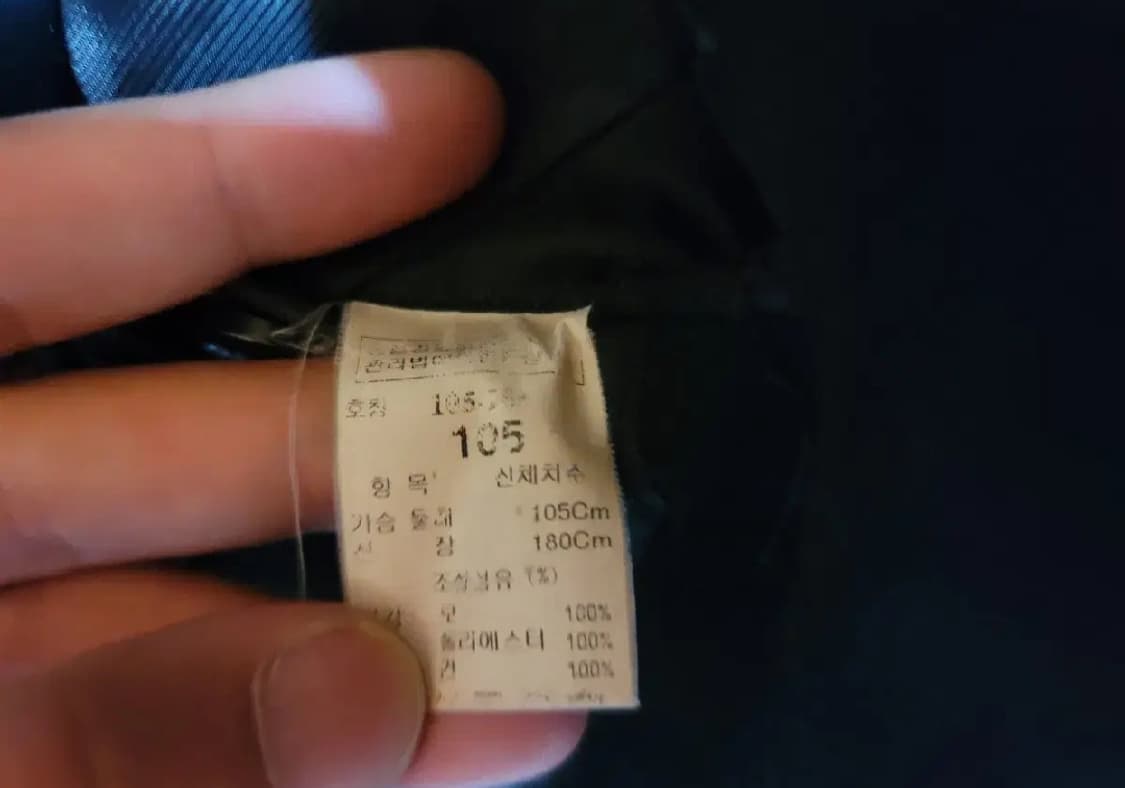 호칭 105
105
항 목 신체치수
가슴 둘레 105Cm
신 장 180Cm
조성섬유 (%)
모 100%
폴리에스터 100%
견 100%